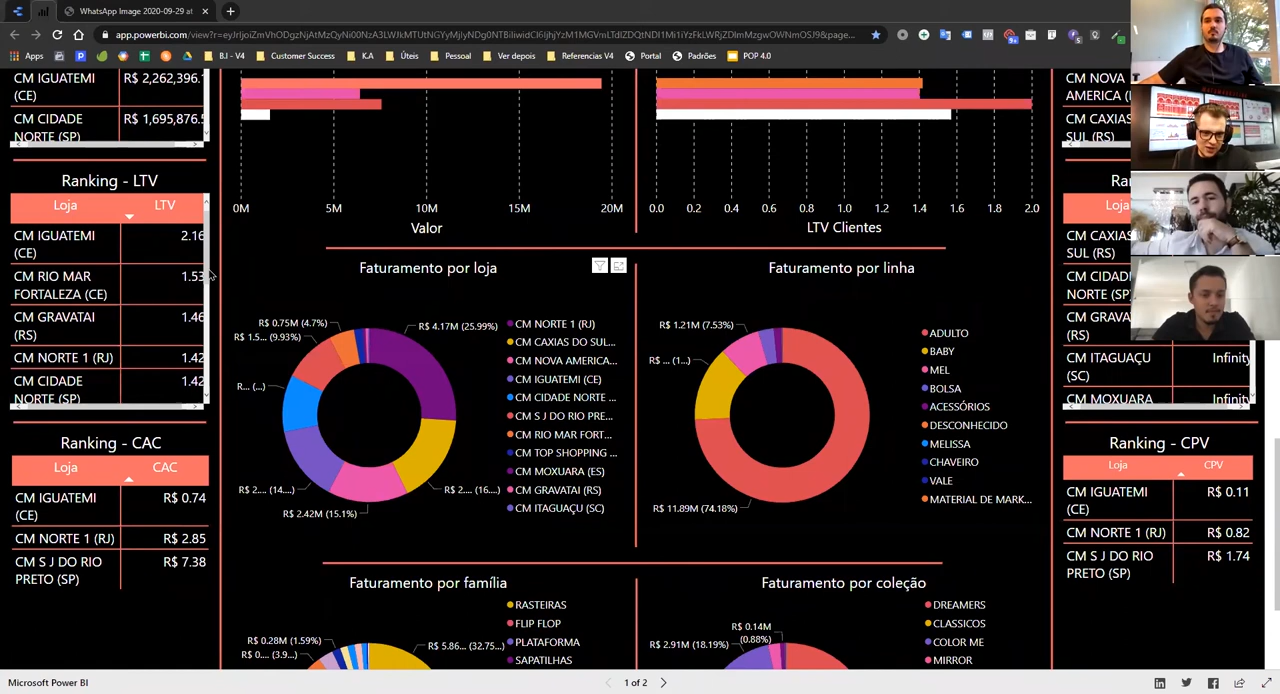 WhatsApp Image 2020-09-29 at
Apps
B.I - V4
Customer Success
K.A
Úteis
Pessoal
Ver depois
Referencias V4
Portal
Padrões
POP 4.0
CM IGUATEMI
(CE)
R$ 2,262,396.
CM CIDADE
NORTE (SP)
R$ 1,695,876.
Ranking - LTV
Loja
LTV
CM IGUATEMI
(CE)
2.16
CM RIO MAR
FORTALEZA (CE)
1.53
CM GRAVATAI
(RS)
1.46
CM NORTE 1 (RJ)
1.42
CM CIDADE
NORTE (SP)
1.42
Ranking - CAC
Loja
CAC
CM IGUATEMI
(CE)
R$ 0.74
CM NORTE 1 (RJ)
R$ 2.85
CM S J DO RIO
PRETO (SP)
R$ 7.38
0M
5M
10M
15M
20M
Valor
0.0
0.2
0.4
0.6
0.8
1.0
1.2
1.4
1.6
1.8
2.0
LTV Clientes
Faturamento por loja
R$ 0.75M (4.7%)
R$ 1.5... (9.93%)
R... (...)
R$ 2.... (14....)
R$ 2.42M (15.1%)
R$ 2.... (16....)
R$ 4.17M (25.99%)
CM NORTE 1 (RJ)
CM CAXIAS DO SUL...
CM NOVA AMERICA...
CM IGUATEMI (CE)
CM CIDADE NORTE ...
CM S J DO RIO PRE...
CM RIO MAR FORT...
CM TOP SHOPPING ...
CM MOXUARA (ES)
CM GRAVATAI (RS)
CM ITAGUAÇU (SC)
Faturamento por linha
R$ 1.21M (7.53%)
R$ ... (1...)
R$ 11.89M (74.18%)
ADULTO
BABY
MEL
BOLSA
ACESSÓRIOS
DESCONHECIDO
MELISSA
CHAVEIRO
VALE
MATERIAL DE MARK...
Faturamento por família
R$ 0.28M (1.59%)
R$ 0.... (3.9...)
R$ 5.86... (32.75...)
RASTEIRAS
FLIP FLOP
PLATAFORMA
SAPATILHAS
Faturamento por coleção
R$ 0.14M
(0.88%)
R$ 2.91M (18.19%)
DREAMERS
CLASSICOS
COLOR ME
MIRROR
CM NOVA
AMERICA (
CM CAXIAS
SUL (RS)
Ra
Loja
CM CAXIAS
SUL (RS)
CM CIDAD
NORTE (SP
CM GRAVA
(RS)
CM ITAGUAÇU
(SC)
Infinity
CM MOXUARA
Infinity
Ranking - CPV
Loja
CPV
CM IGUATEMI
(CE)
R$ 0.11
CM NORTE 1 (RJ)
R$ 0.82
CM S J DO RIO
PRETO (SP)
R$ 1.74
Microsoft Power BI
1 of 2